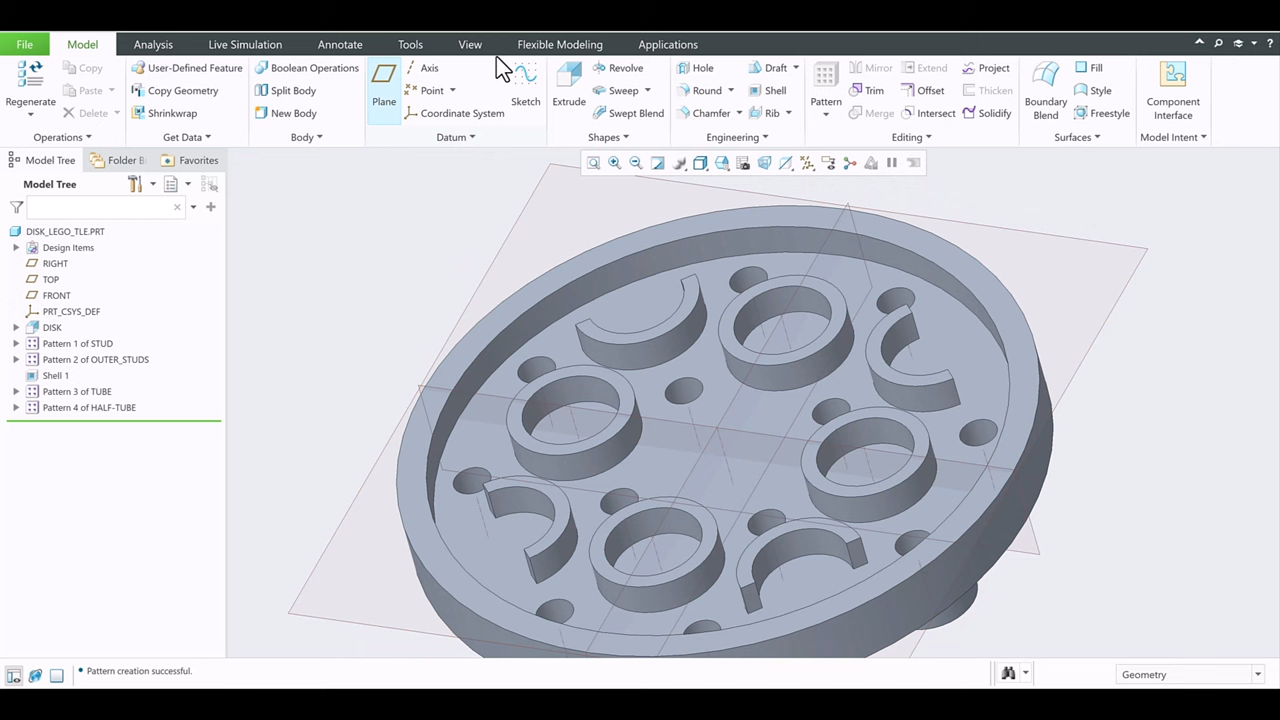 File Model Analysis Live Simulation Annotate Tools View Flexible Modeling Applications
Regenerate Copy Paste Delete
User-Defined Feature Copy Geometry Shrinkwrap
Boolean Operations Split Body New Body
Plane Axis Point Coordinate System Sketch
Extrude Revolve Sweep Swept Blend
Hole Round Chamfer Draft Shell Rib
Pattern Mirror Trim Merge Extend Offset Intersect Project Thicken Solidify
Boundary Blend Fill Style Freestyle
Component Interface
Operations Get Data Body Datum Shapes Engineering Editing Surfaces Model Intent
Model Tree Folder B Favorites
Model Tree
DISK_LEGO_TLE.PRT
Design Items
RIGHT
TOP
FRONT
PRT_CSYS_DEF
DISK
Pattern 1 of STUD
Pattern 2 of OUTER_STUDS
Shell 1
Pattern 3 of TUBE
Pattern 4 of HALF-TUBE
Pattern creation successful.
Geometry